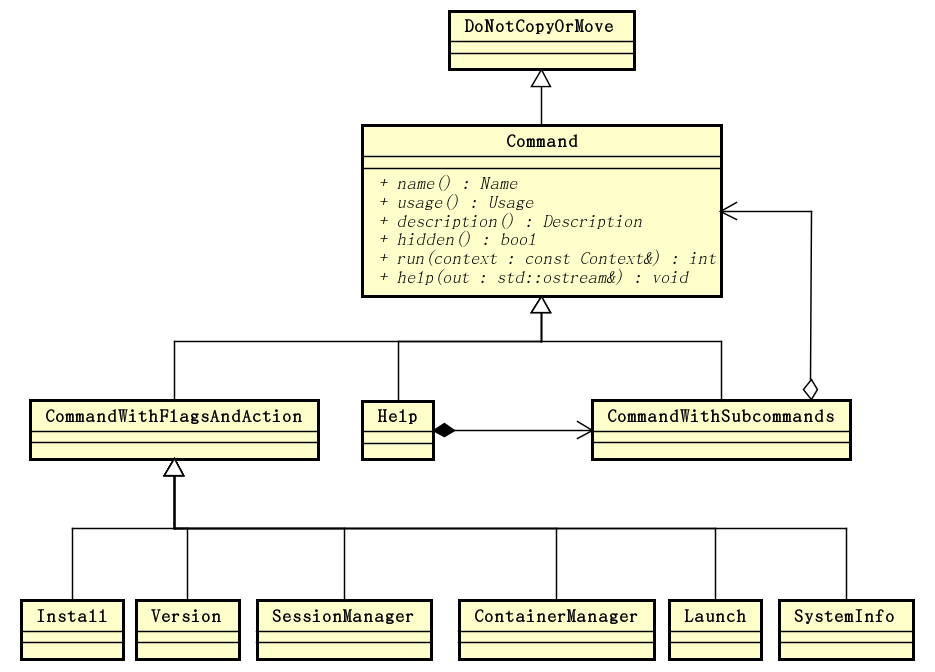 DoNotCopyOrMove
Command
+ name() : Name
+ usage() : Usage
+ description() : Description
+ hidden() : bool
+ run(context : const Context&) : int
+ help(out : std::ostream&) : void
CommandWithFlagsAndAction
Help
CommandWithSubcommands
Install
Version
SessionManager
ContainerManager
Launch
SystemInfo